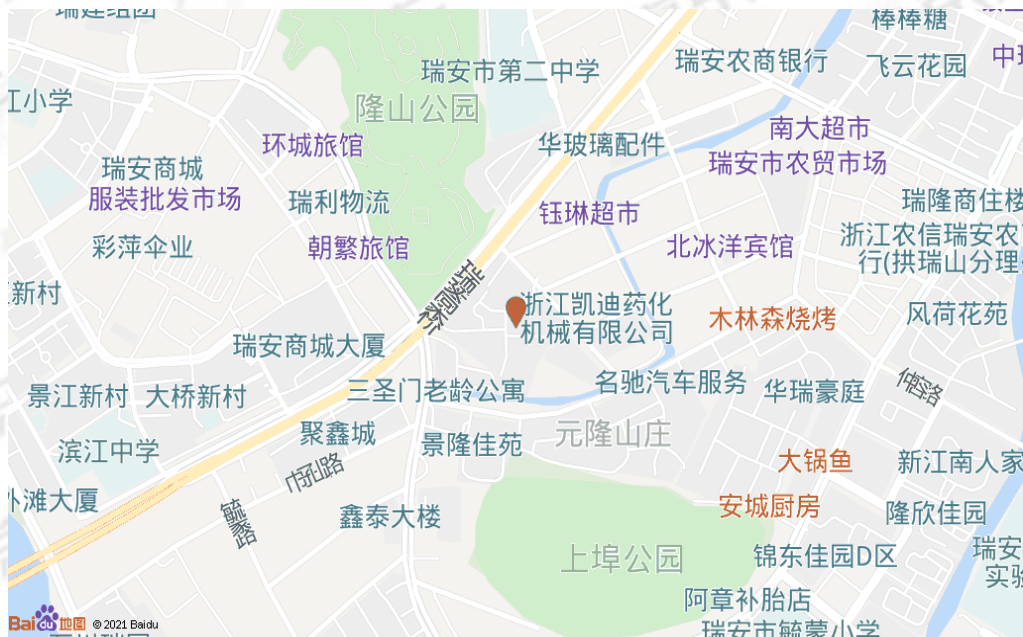 瑞建组团
棒棒糖
瑞安市第二中学
瑞安农商银行
飞云花园
江小学
隆山公园
南大超市
环城旅馆
华玻璃配件
瑞安市农贸市场
瑞安商城
服装批发市场
瑞利物流
钰琳超市
瑞隆商住楼
彩萍伞业
朝繁旅馆
北冰洋宾馆
浙江农信瑞安农
行(拱瑞山分理
新村
浙江凯迪药化
机械有限公司
木林森烧烤
风荷花苑
瑞安商城大厦
景江新村
大桥新村
三圣门老龄公寓
名驰汽车服务
华瑞豪庭
聚鑫城
景隆佳苑
元隆山庄
滨江中学
大锅鱼
新江南人家
外滩大厦
毓蒙路
鑫泰大楼
安城厨房
隆欣佳园
上埠公园
锦东佳园D区
瑞安
实验
阿章补胎店
瑞安市毓蒙小学
Baidu地图 © 2021 Baidu